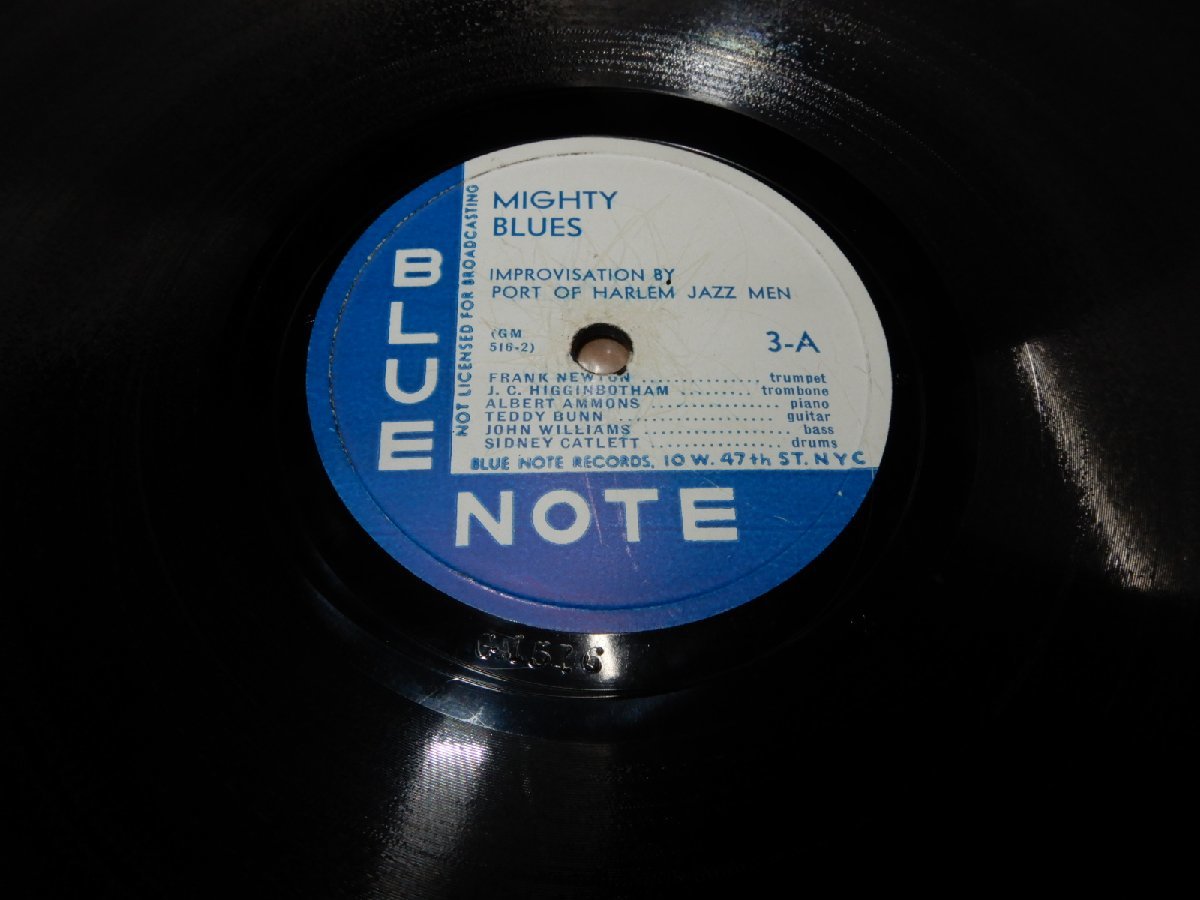 MIGHTY
BLUES
IMPROVISATION BY
PORT OF HARLEM JAZZ MEN
(GM
516-2)
3-A
FRANK NEWTON ............... trumpet
J. C. HIGGINBOTHAM ......... trombone
ALBERT AMMONS ................. piano
TEDDY BUNN .................... guitar
JOHN WILLIAMS ................... bass
SIDNEY CATLETT ................. drums
BLUE NOTE RECORDS, 10 W. 47th ST. NYC
NOT LICENSED FOR BROADCASTING
BLUE
NOTE
GM516